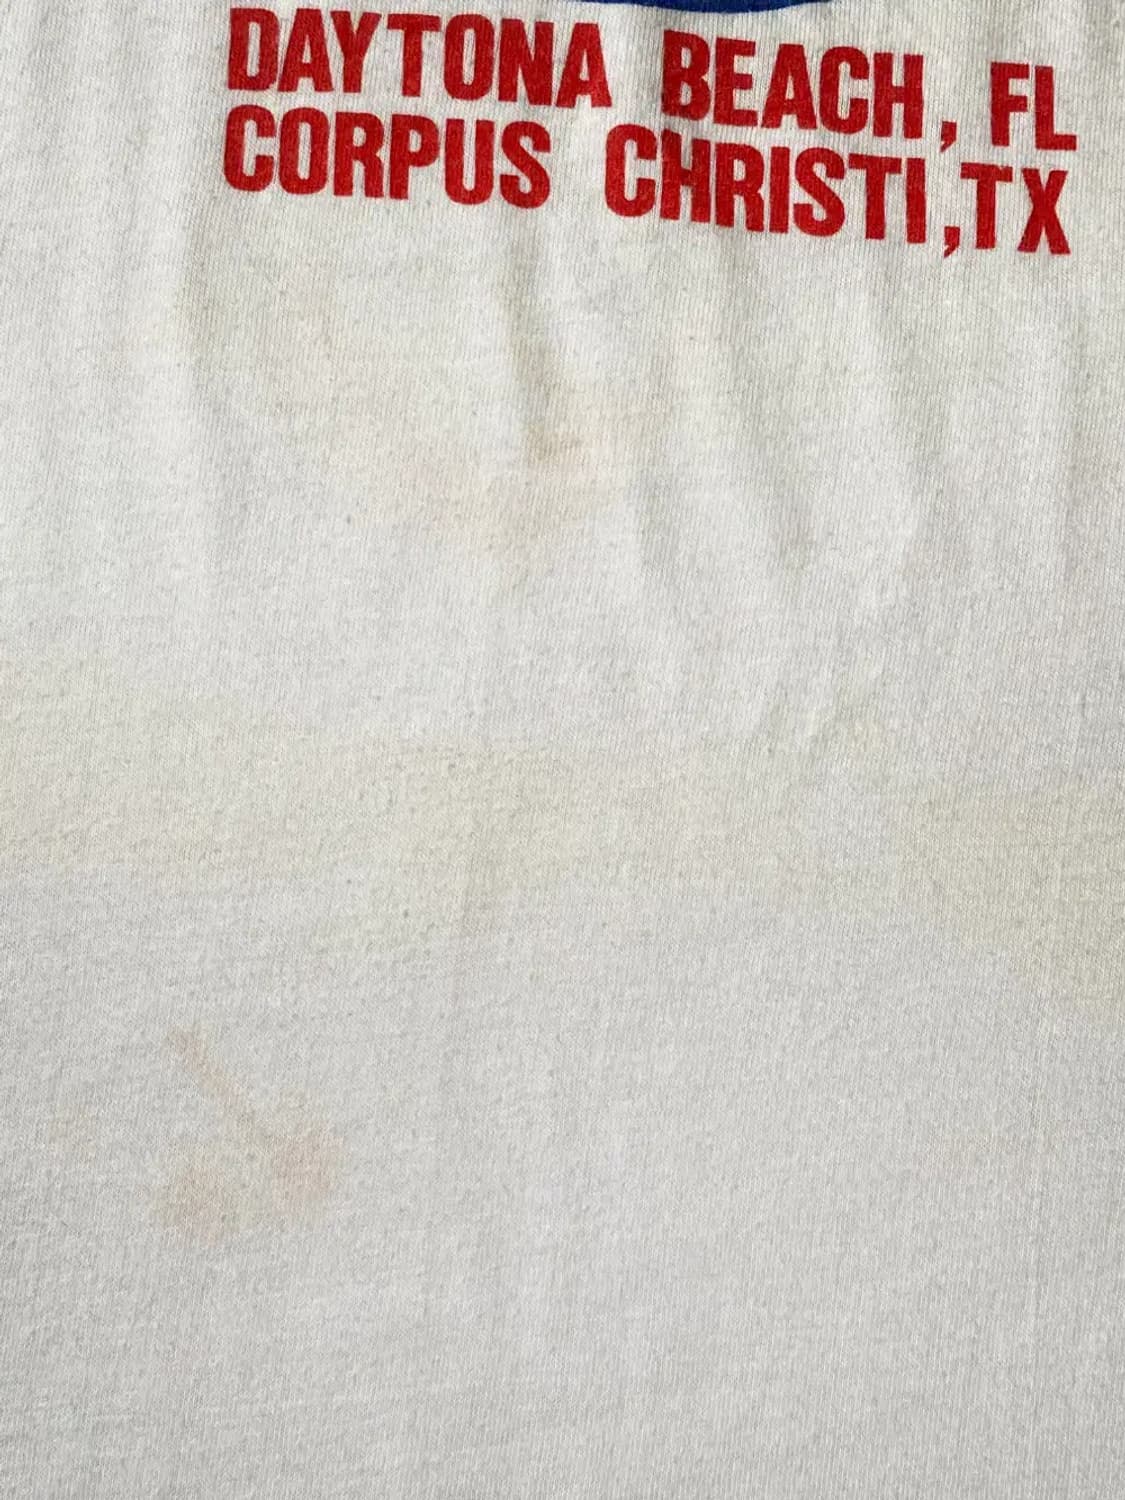 DAYTONA BEACH, FL
CORPUS CHRISTI,TX